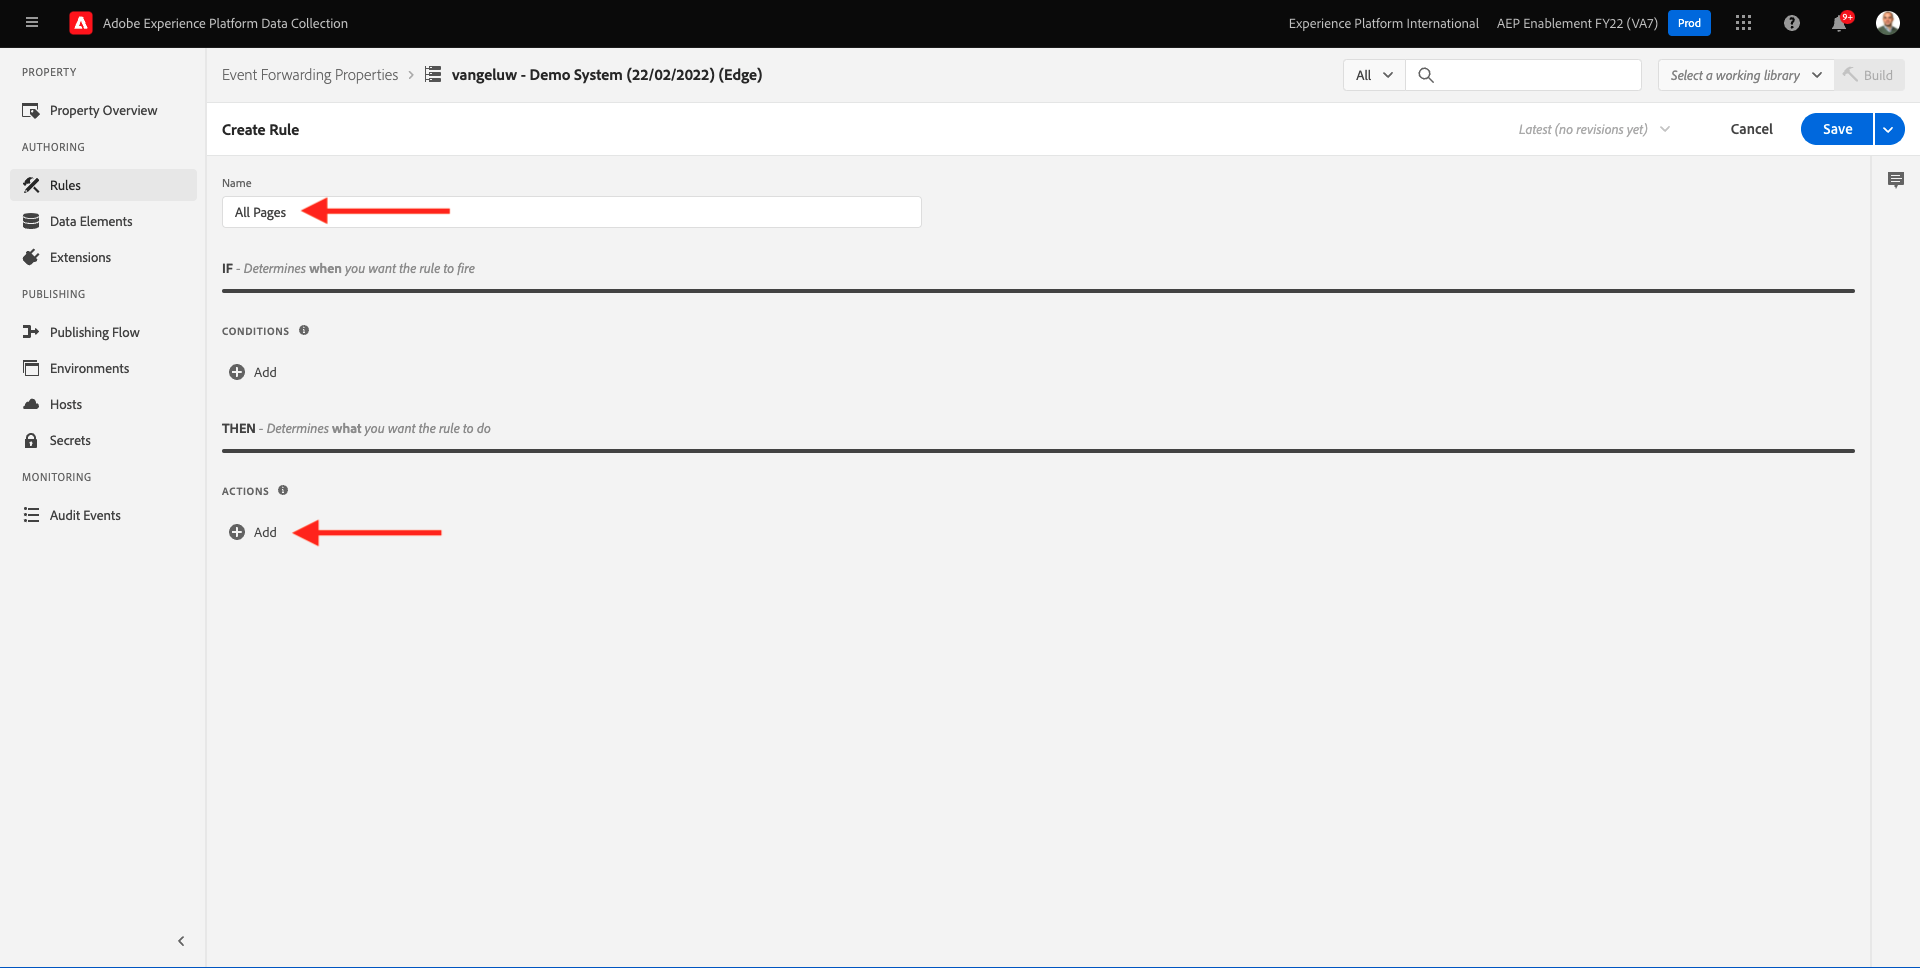 Adobe Experience Platform Data Collection
Experience Platform International
AEP Enablement FY22 (VA7)
Prod
9+
PROPERTY
Property Overview
AUTHORING
Rules
Data Elements
Extensions
PUBLISHING
Publishing Flow
Environments
Hosts
Secrets
MONITORING
Audit Events
Event Forwarding Properties
vangeluw - Demo System (22/02/2022) (Edge)
All
Select a working library
Build
Create Rule
Latest (no revisions yet)
Cancel
Save
Name
All Pages
IF - Determines when you want the rule to fire
CONDITIONS
Add
THEN - Determines what you want the rule to do
ACTIONS
Add